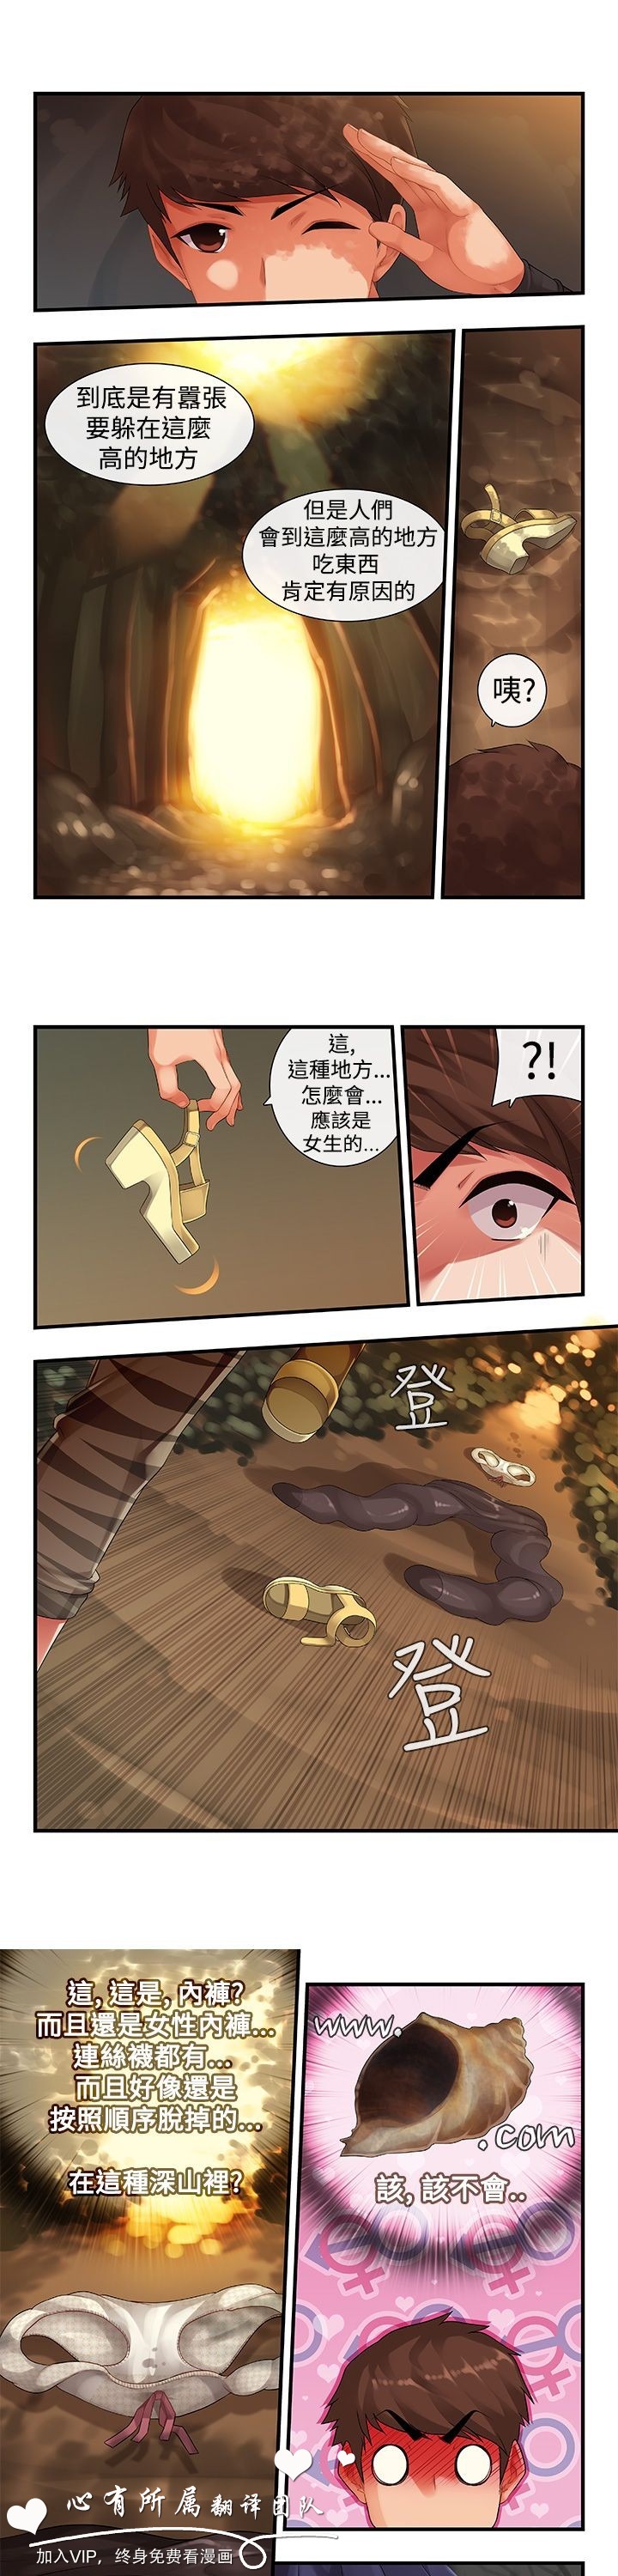 到底是有囂張
要躲在這麼
高的地方
但是人們
會到這麼高的地方
吃東西
肯定有原因的
咦?
這,
這種地方...
怎麼會...
應該是
女生的...
?!
登
登
這, 這是, 內褲?
而且還是女性內褲...
連絲襪都有...
而且好像還是
按照順序脫掉的...
在這種深山裡?
www.
.com
該, 該不會..
心有所属翻译团队
加入VIP，终身免费看漫画